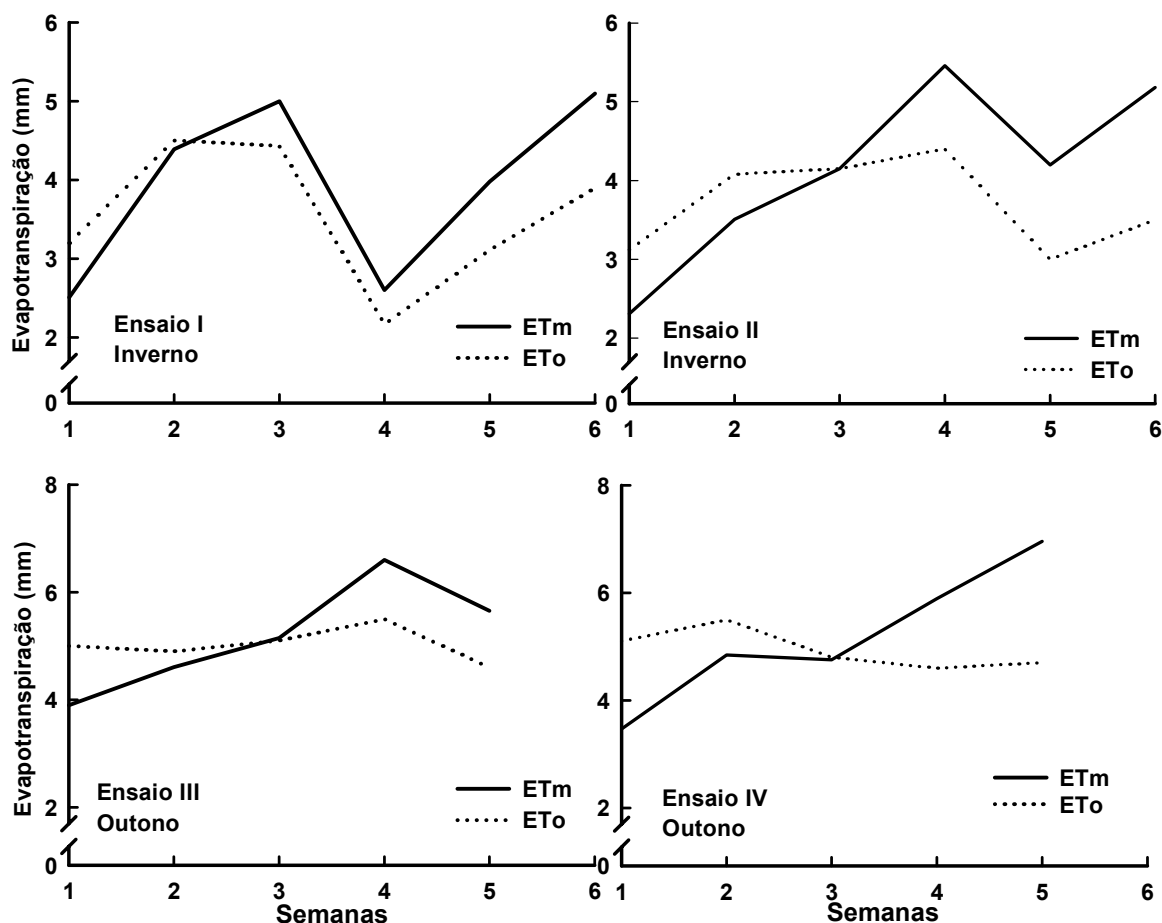 Evapotranspiração (mm)
6
5
4
3
2
0
Ensaio I
Inverno
ETm
ETo
1 2 3 4 5 6
6
5
4
3
2
0
Ensaio II
Inverno
ETm
ETo
1 2 3 4 5 6
Evapotranspiração (mm)
8
6
4
2
0
Ensaio III
Outono
ETm
ETo
1 2 3 4 5 6
Semanas
8
6
4
2
0
Ensaio IV
Outono
ETm
ETo
1 2 3 4 5 6
Semanas